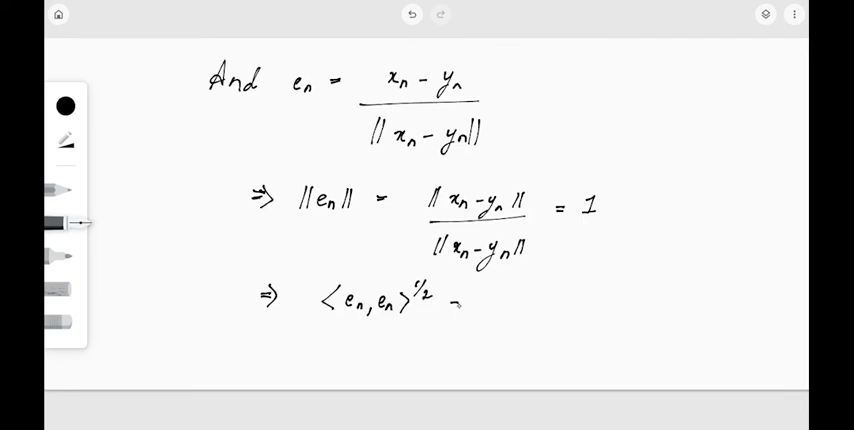 And eₙ = (xₙ - yₙ) / ||xₙ - yₙ||
⇒ ||eₙ|| = ||xₙ - yₙ|| / ||xₙ - yₙ|| = 1
⇒ ⟨eₙ, eₙ⟩^1/2 -